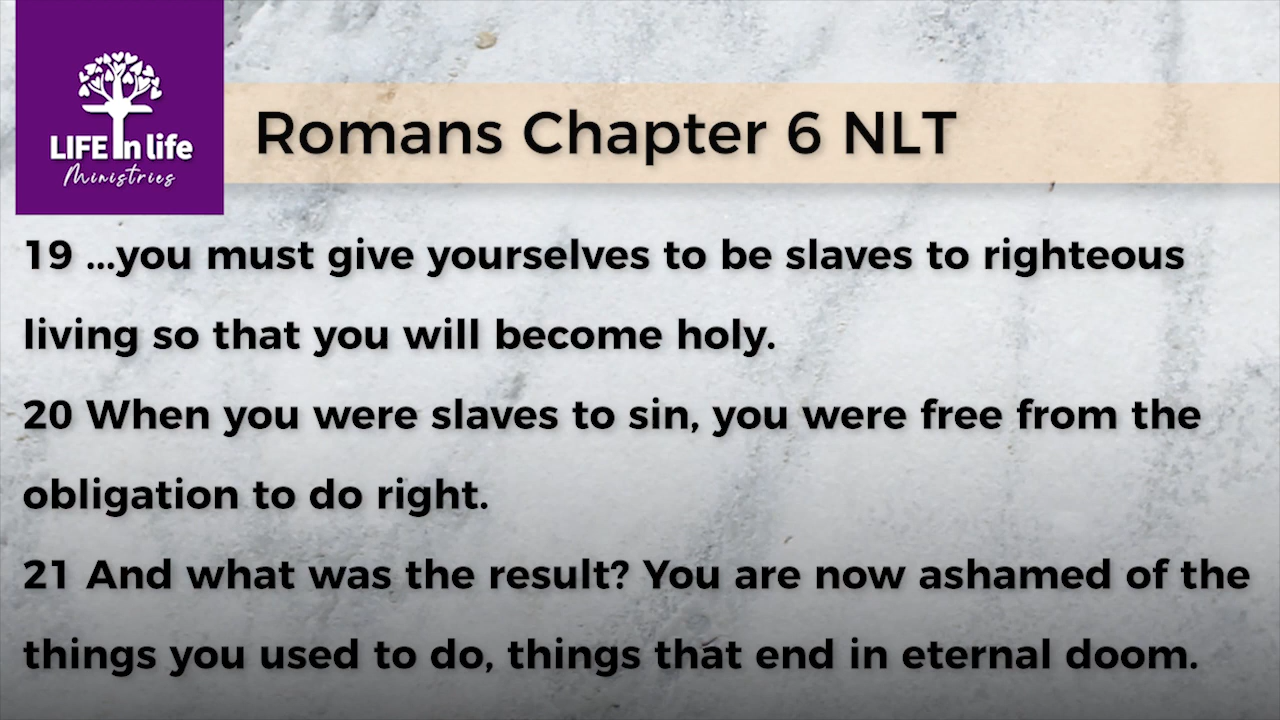 LIFE In life
Ministries
Romans Chapter 6 NLT
19 ...you must give yourselves to be slaves to righteous
living so that you will become holy.
20 When you were slaves to sin, you were free from the
obligation to do right.
21 And what was the result? You are now ashamed of the
things you used to do, things that end in eternal doom.